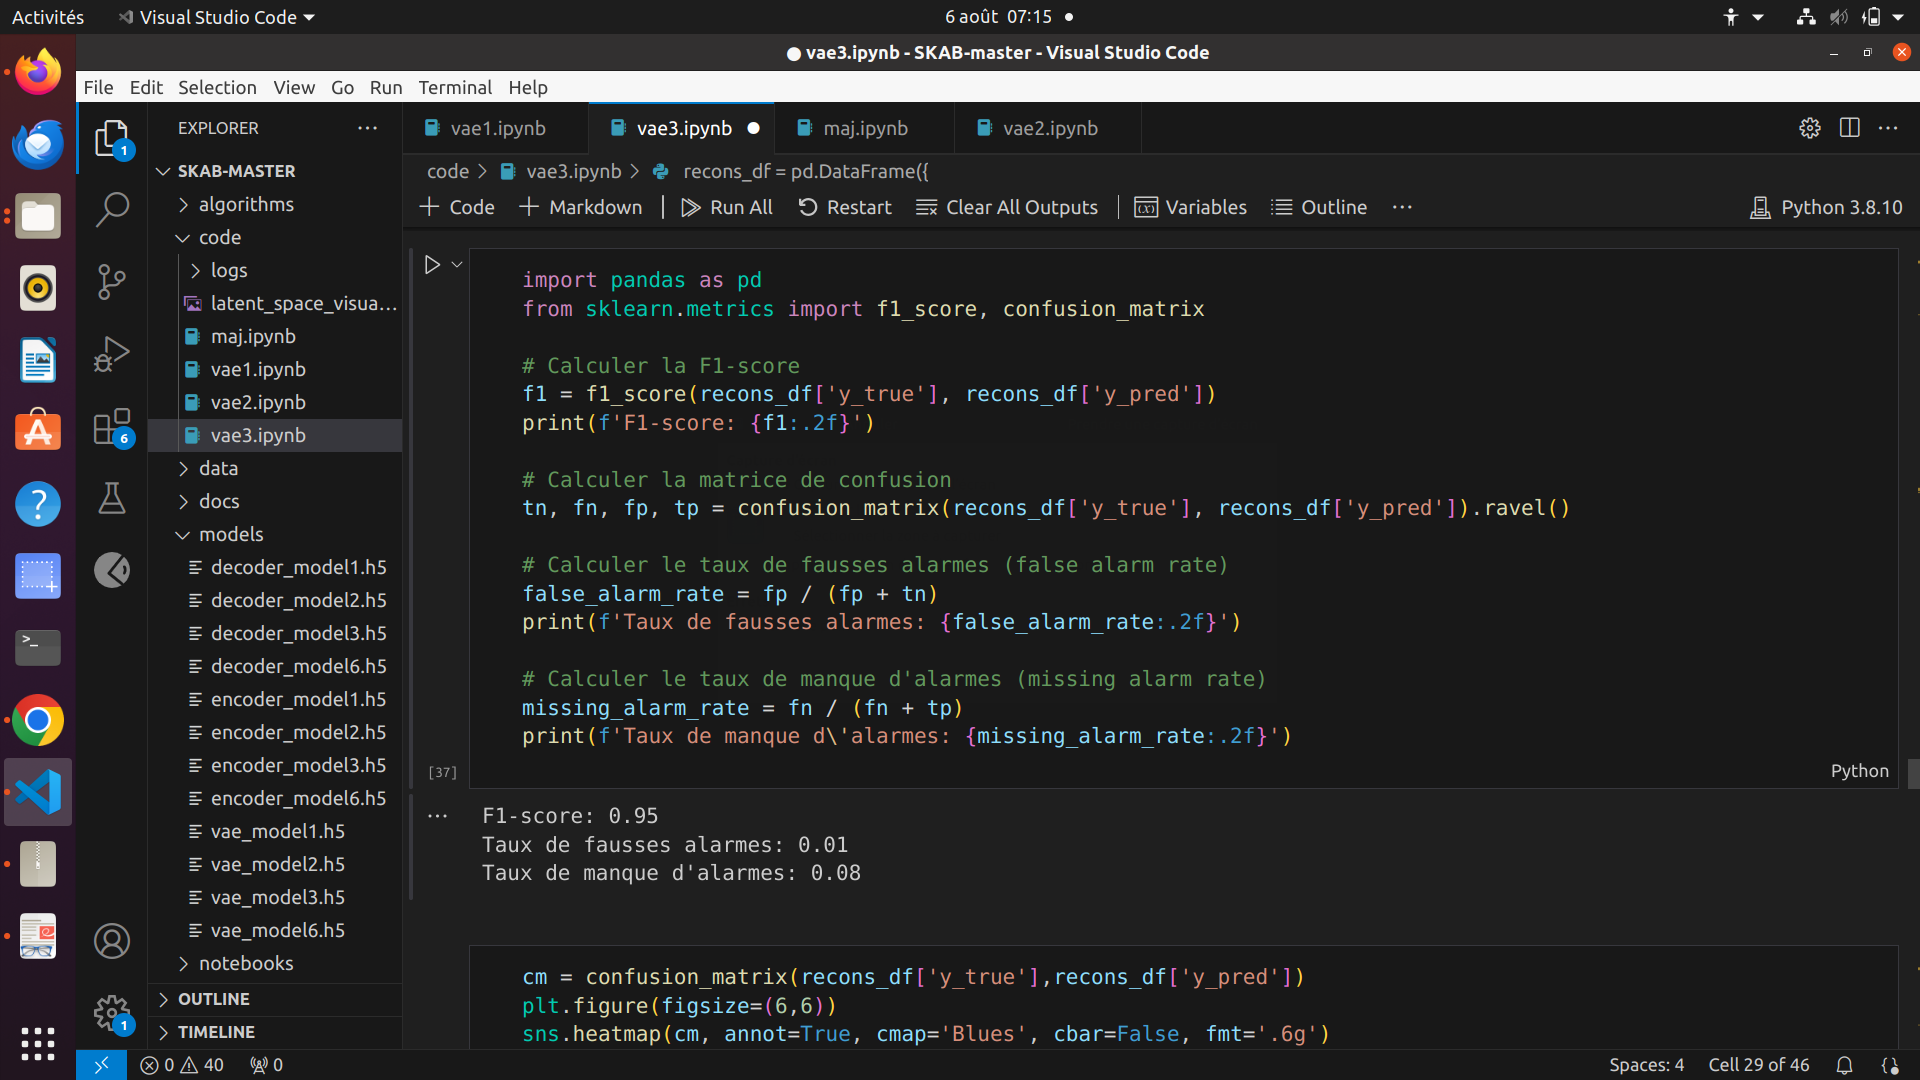 Activités
Visual Studio Code
6 août 07:15
vae3.ipynb - SKAB-master - Visual Studio Code
File Edit Selection View Go Run Terminal Help
EXPLORER
vae1.ipynb
vae3.ipynb
maj.ipynb
vae2.ipynb
code > vae3.ipynb > recons_df = pd.DataFrame({
+ Code + Markdown | Run All Restart Clear All Outputs | Variables Outline ...
Python 3.8.10
1
6
1
SKAB-MASTER
algorithms
code
logs
latent_space_visua...
maj.ipynb
vae1.ipynb
vae2.ipynb
vae3.ipynb
data
docs
models
decoder_model1.h5
decoder_model2.h5
decoder_model3.h5
decoder_model6.h5
encoder_model1.h5
encoder_model2.h5
encoder_model3.h5
encoder_model6.h5
vae_model1.h5
vae_model2.h5
vae_model3.h5
vae_model6.h5
notebooks
OUTLINE
TIMELINE
import pandas as pd
from sklearn.metrics import f1_score, confusion_matrix
# Calculer la F1-score
f1 = f1_score(recons_df['y_true'], recons_df['y_pred'])
print(f'F1-score: {f1:.2f}')
# Calculer la matrice de confusion
tn, fn, fp, tp = confusion_matrix(recons_df['y_true'], recons_df['y_pred']).ravel()
# Calculer le taux de fausses alarmes (false alarm rate)
false_alarm_rate = fp / (fp + tn)
print(f'Taux de fausses alarmes: {false_alarm_rate:.2f}')
# Calculer le taux de manque d'alarmes (missing alarm rate)
missing_alarm_rate = fn / (fn + tp)
print(f'Taux de manque d\'alarmes: {missing_alarm_rate:.2f}')
[37]
Python
F1-score: 0.95
Taux de fausses alarmes: 0.01
Taux de manque d'alarmes: 0.08
cm = confusion_matrix(recons_df['y_true'],recons_df['y_pred'])
plt.figure(figsize=(6,6))
sns.heatmap(cm, annot=True, cmap='Blues', cbar=False, fmt='.6g')
0 40 0
Spaces: 4 Cell 29 of 46